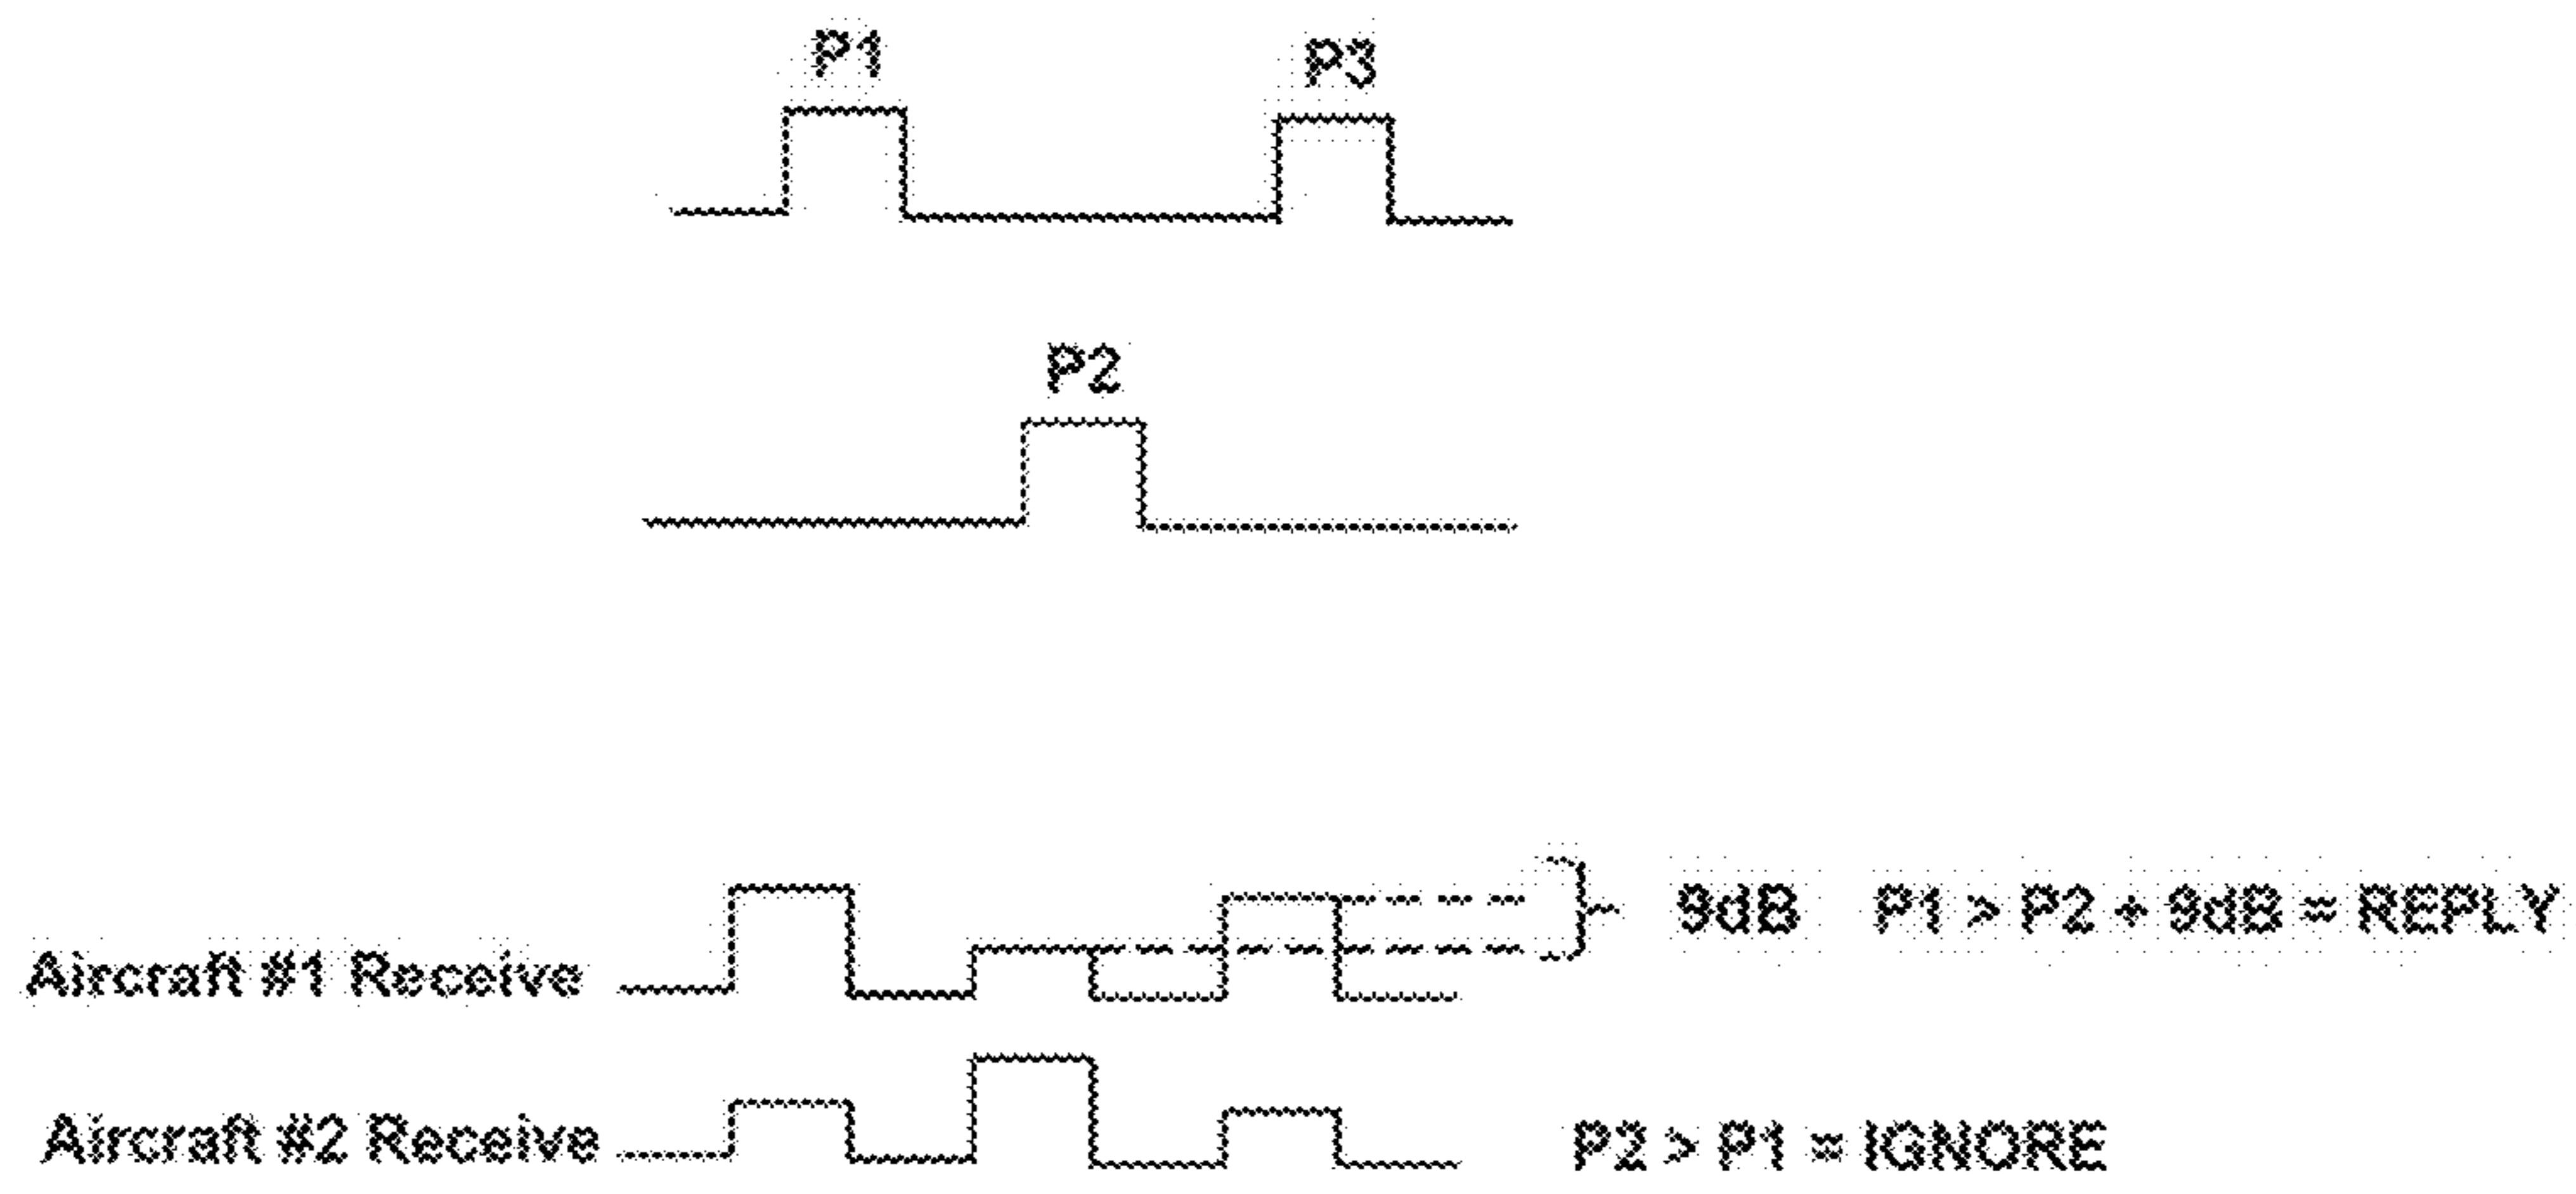 P1 P3
P2
9dB P1 > P2 + 9dB = REPLY
Aircraft #1 Receive
Aircraft #2 Receive P2 > P1 = IGNORE